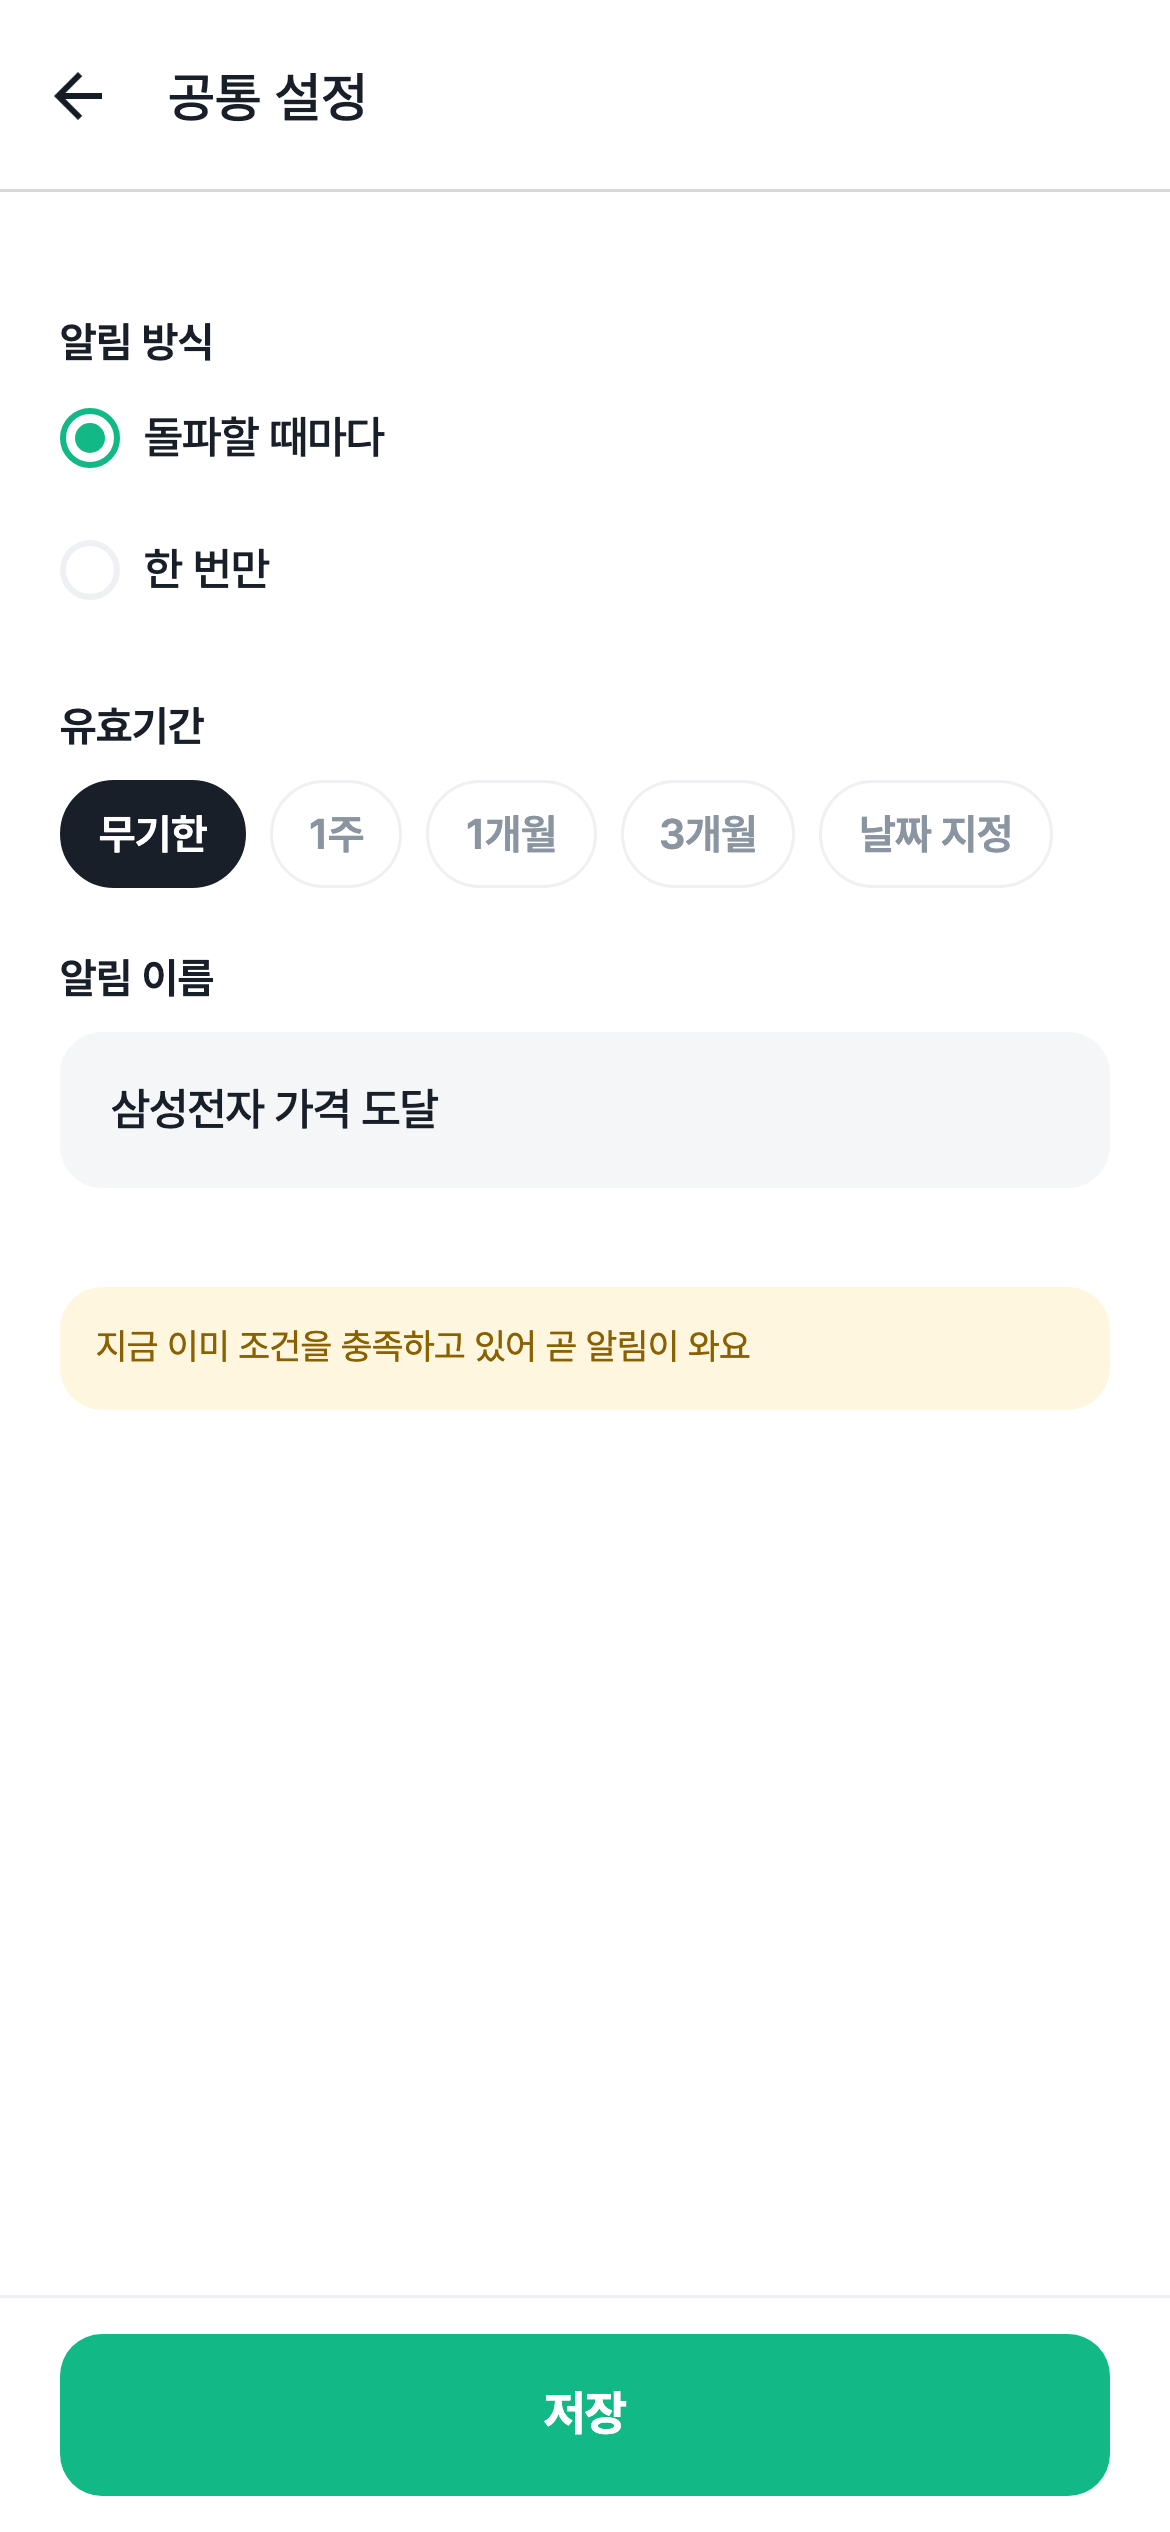 공통 설정
알림 방식
돌파할 때마다
한 번만
유효기간
무기한 1주 1개월 3개월 날짜 지정
알림 이름
삼성전자 가격 도달
지금 이미 조건을 충족하고 있어 곧 알림이 와요
저장